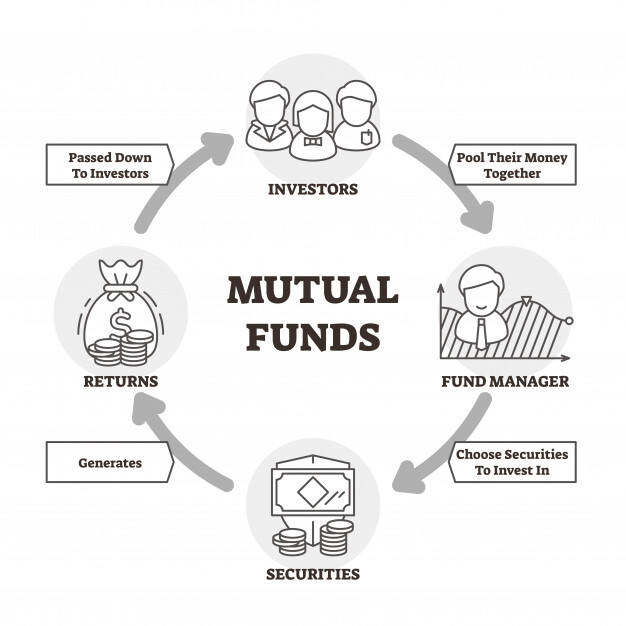 Passed Down
To Investors
INVESTORS
Pool Their Money
Together
MUTUAL
FUNDS
$
RETURNS
FUND MANAGER
Generates
Choose Securities
To Invest In
SECURITIES